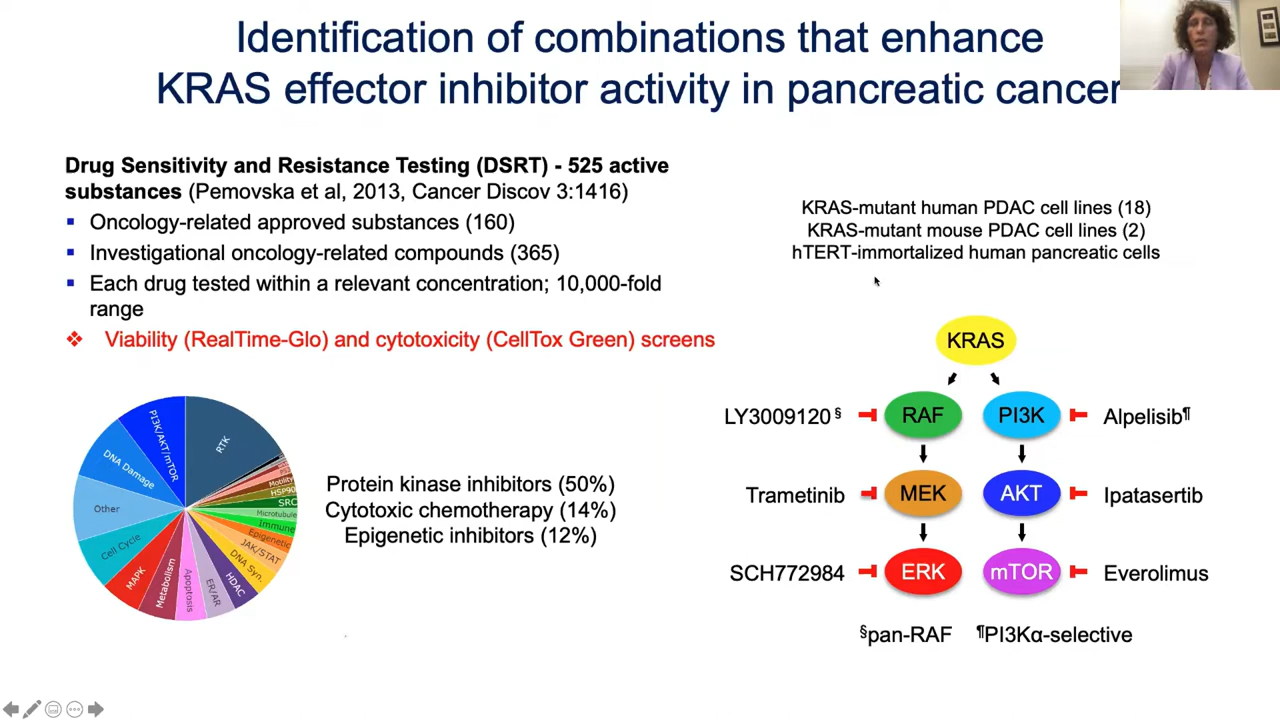 Identification of combinations that enhance
KRAS effector inhibitor activity in pancreatic cancer
Drug Sensitivity and Resistance Testing (DSRT) - 525 active
substances (Pemovska et al, 2013, Cancer Discov 3:1416)
▪ Oncology-related approved substances (160)
▪ Investigational oncology-related compounds (365)
▪ Each drug tested within a relevant concentration; 10,000-fold
range
❖ Viability (RealTime-Glo) and cytotoxicity (CellTox Green) screens
KRAS-mutant human PDAC cell lines (18)
KRAS-mutant mouse PDAC cell lines (2)
hTERT-immortalized human pancreatic cells
RTK
Motility
HSP90
SRC
Microtubule
Immune
Epigenetic
JAK/STAT
DNA Syn.
HDAC
ER/AR
Apoptosis
Metabolism
MAPK
Cell Cycle
Other
DNA Damage
PI3K/AKT/mTOR
Protein kinase inhibitors (50%)
Cytotoxic chemotherapy (14%)
Epigenetic inhibitors (12%)
KRAS
LY3009120§ RAF PI3K Alpelisib¶
Trametinib MEK AKT Ipatasertib
SCH772984 ERK mTOR Everolimus
§pan-RAF ¶PI3Kα-selective